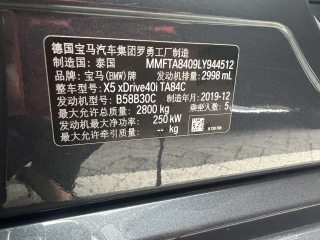 德国宝马汽车集团罗勇工厂制造
制造国：泰国 MMFTA8409LY944512
品牌：宝马(BMW)牌 发动机排量：2998 mL
整车型号：X5 xDrive40i TA84C
发动机型号：B58B30C 制造年月：2019-12
最大允许总质量：2800 kg 乘坐人数：5
发动机最大净功率：250 kW
最大允许牵引质量：-- kg